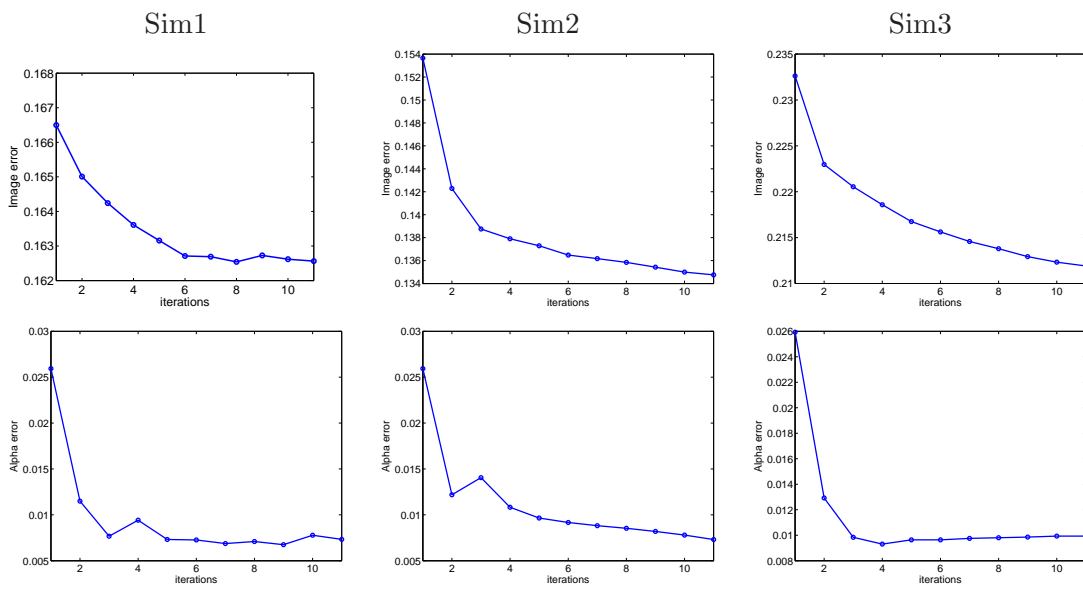 Sim1 Sim2 Sim3
0.168
0.167
0.166
0.165
0.164
0.163
0.162
Image error
2 4 6 8 10
iterations
0.154
0.152
0.15
0.148
0.146
0.144
0.142
0.14
0.138
0.136
0.134
Image error
2 4 6 8 10
iterations
0.235
0.23
0.225
0.22
0.215
0.21
Image error
2 4 6 8 10
iterations
0.03
0.025
0.02
0.015
0.01
0.005
Alpha error
2 4 6 8 10
iterations
0.03
0.025
0.02
0.015
0.01
0.005
Alpha error
2 4 6 8 10
iterations
0.026
0.024
0.022
0.02
0.018
0.016
0.014
0.012
0.01
0.008
Alpha error
2 4 6 8 10
iterations